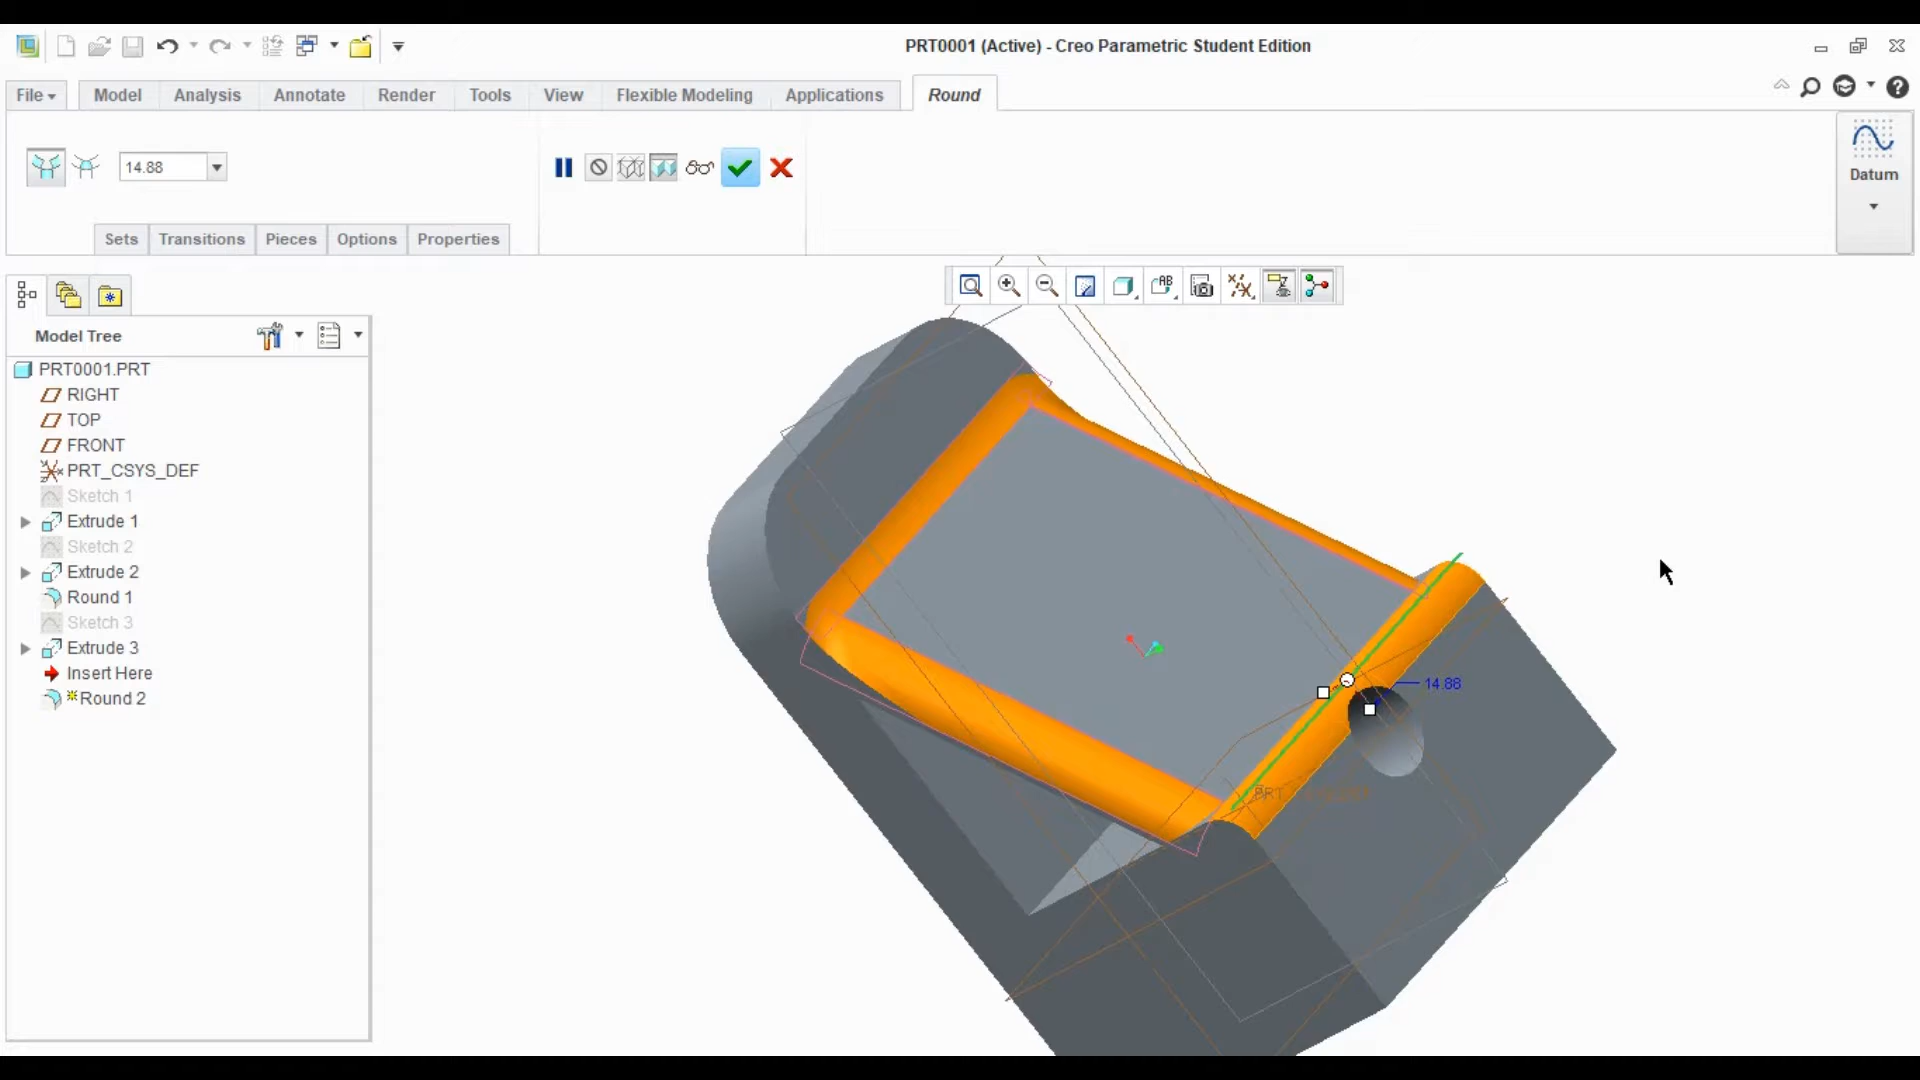 PRT0001 (Active) - Creo Parametric Student Edition
File Model Analysis Annotate Render Tools View Flexible Modeling Applications Round
14.88
Datum
Sets Transitions Pieces Options Properties
Model Tree
PRT0001.PRT
RIGHT
TOP
FRONT
PRT_CSYS_DEF
Sketch 1
Extrude 1
Sketch 2
Extrude 2
Round 1
Sketch 3
Extrude 3
Insert Here
Round 2
14.88